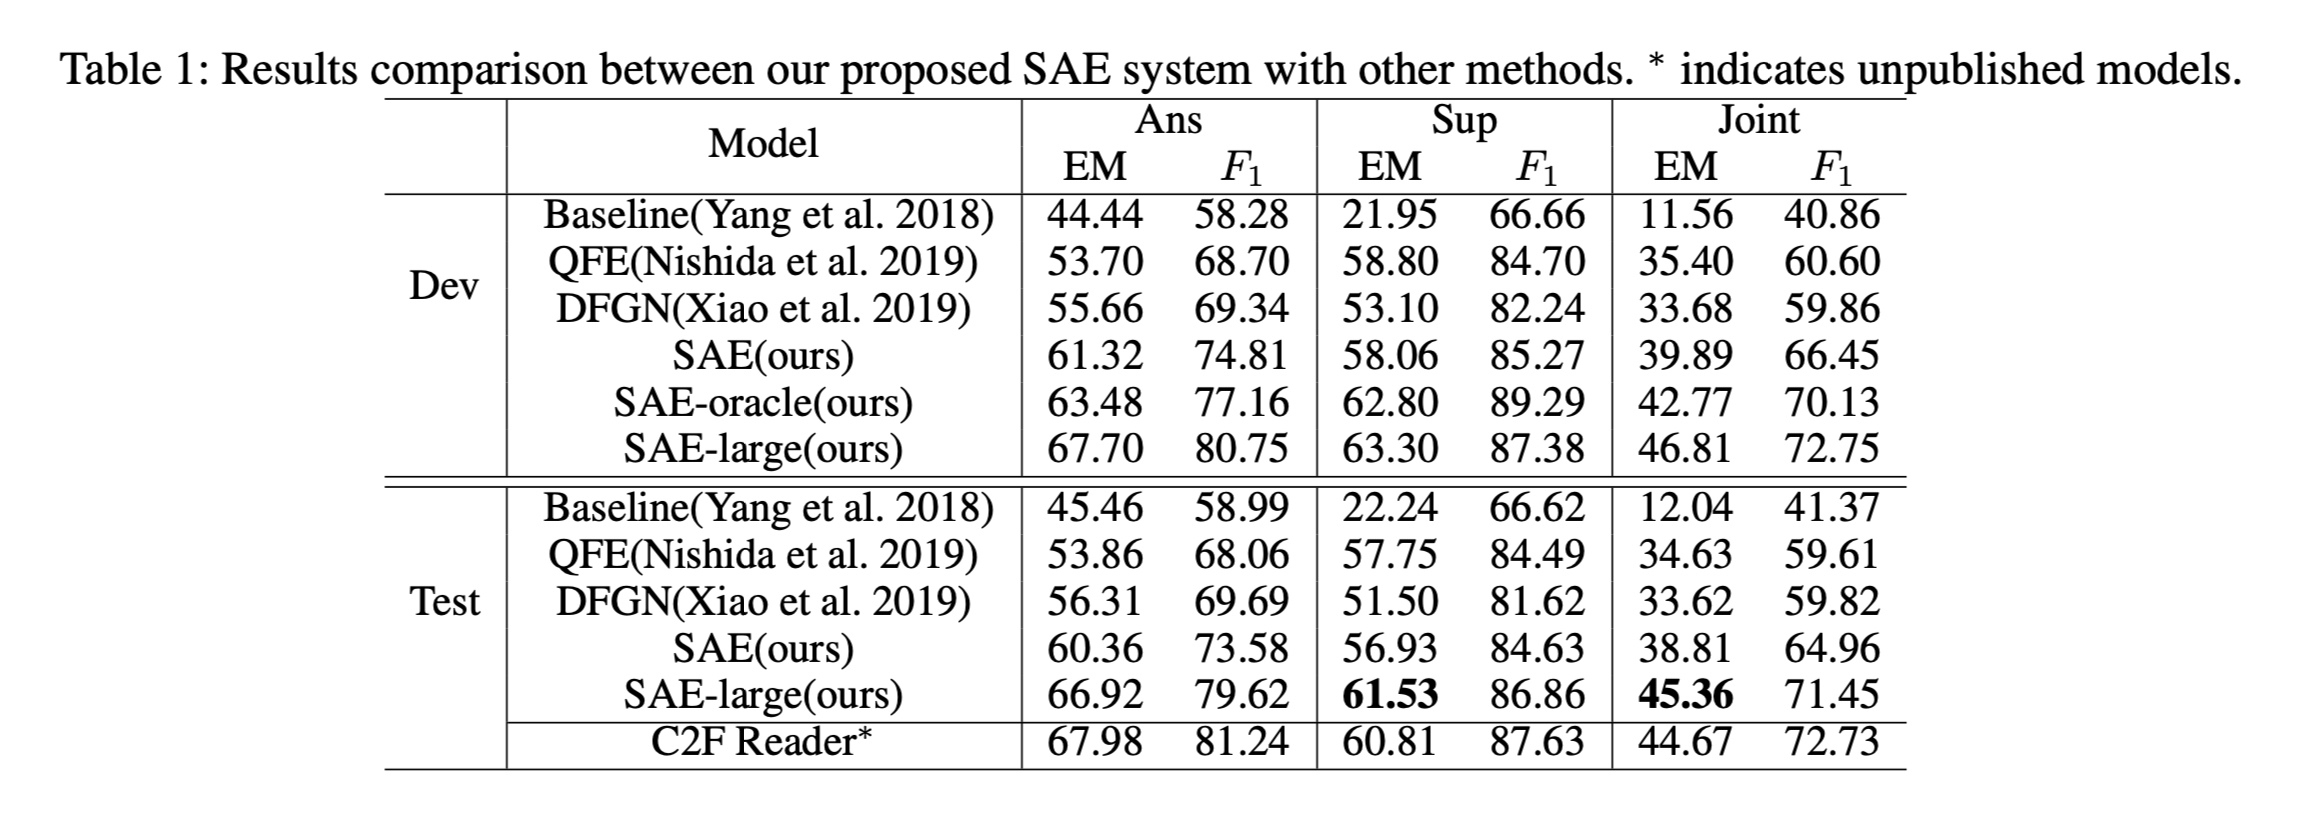 Table 1: Results comparison between our proposed SAE system with other methods. * indicates unpublished models.
Model Ans Sup Joint
EM F1 EM F1 EM F1
Dev
Baseline(Yang et al. 2018) 44.44 58.28 21.95 66.66 11.56 40.86
QFE(Nishida et al. 2019) 53.70 68.70 58.80 84.70 35.40 60.60
DFGN(Xiao et al. 2019) 55.66 69.34 53.10 82.24 33.68 59.86
SAE(ours) 61.32 74.81 58.06 85.27 39.89 66.45
SAE-oracle(ours) 63.48 77.16 62.80 89.29 42.77 70.13
SAE-large(ours) 67.70 80.75 63.30 87.38 46.81 72.75
Test
Baseline(Yang et al. 2018) 45.46 58.99 22.24 66.62 12.04 41.37
QFE(Nishida et al. 2019) 53.86 68.06 57.75 84.49 34.63 59.61
DFGN(Xiao et al. 2019) 56.31 69.69 51.50 81.62 33.62 59.82
SAE(ours) 60.36 73.58 56.93 84.63 38.81 64.96
SAE-large(ours) 66.92 79.62 61.53 86.86 45.36 71.45
C2F Reader* 67.98 81.24 60.81 87.63 44.67 72.73